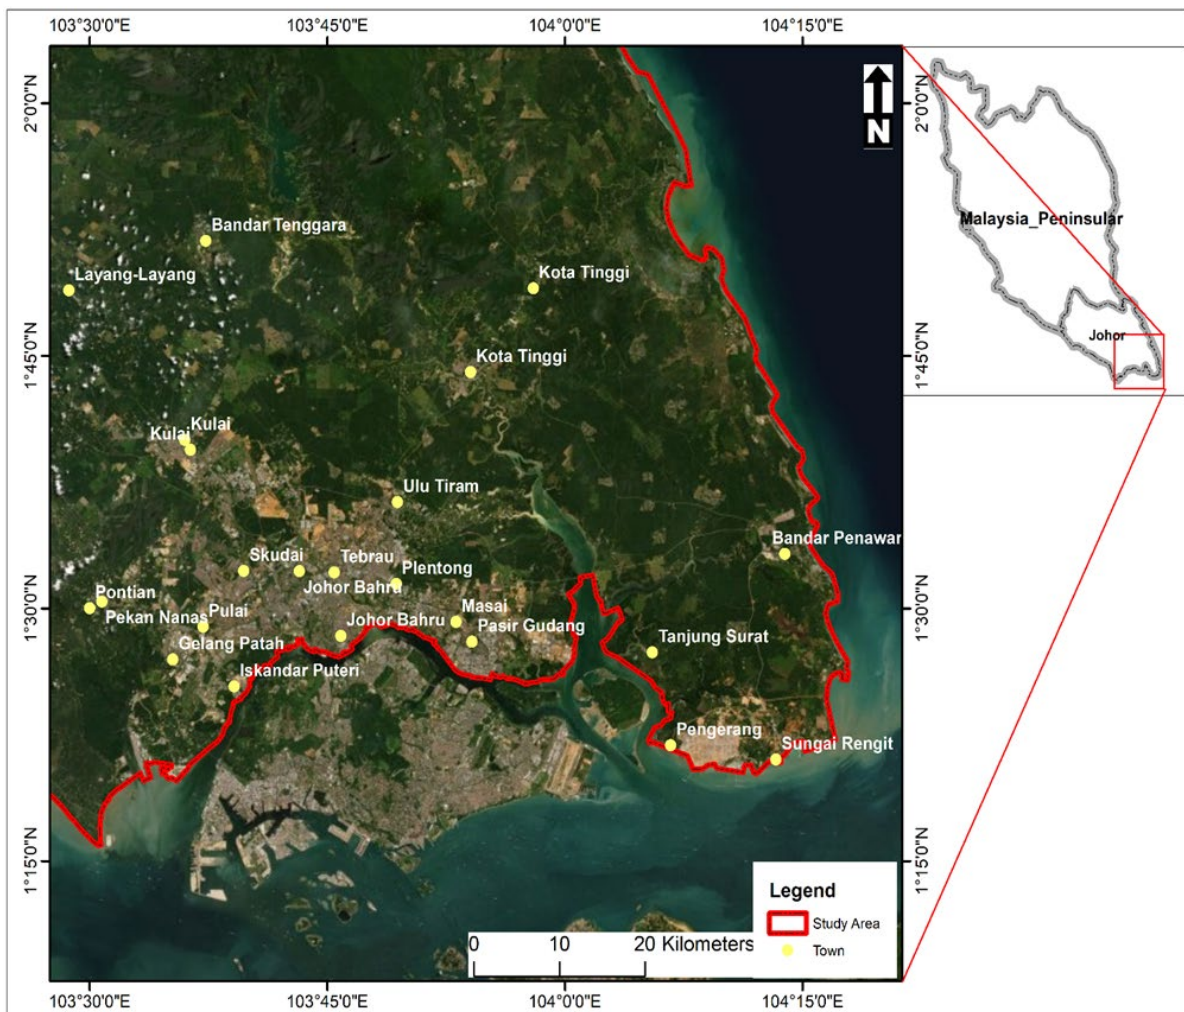 103°30'0"E
103°45'0"E
104°0'0"E
104°15'0"E
2°0'0"N
2°0'0"N
N
Malaysia_Peninsular
Bandar Tenggara
Layang-Layang
Kota Tinggi
Johor
1°45'0"N
Kota Tinggi
1°45'0"N
Kulai
Kulai
Ulu Tiram
Bandar Penawar
Skudai
Tebrau
Plentong
Johor Bahru
1°30'0"N
Pontian
Pekan Nanas
Pulai
Masai
Johor Bahru
Pasir Gudang
1°30'0"N
Gelang Patah
Tanjung Surat
Iskandar Puteri
Pengerang
Sungai Rengit
1°15'0"N
1°15'0"N
Legend
Study Area
Town
0 10 20 Kilometers
103°30'0"E
103°45'0"E
104°0'0"E
104°15'0"E